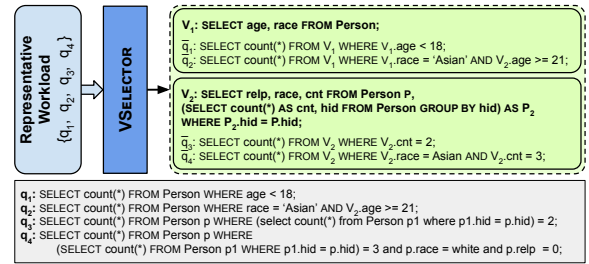 Representative
Workload
{q1, q2, q3, q4}
VSELECTOR
V1: SELECT age, race FROM Person;
q̅1: SELECT count(*) FROM V1 WHERE V1.age < 18;
q̅2: SELECT count(*) FROM V1 WHERE V1.race = 'Asian' AND V2.age >= 21;
V2: SELECT relp, race, cnt FROM Person P,
(SELECT count(*) AS cnt, hid FROM Person GROUP BY hid) AS P2
WHERE P2.hid = P.hid;
q̅3: SELECT count(*) FROM V2 WHERE V2.cnt = 2;
q̅4: SELECT count(*) FROM V2 WHERE V2.race = Asian AND V2.cnt = 3;
q1: SELECT count(*) FROM Person WHERE age < 18;
q2: SELECT count(*) FROM Person WHERE race = 'Asian' AND V2.age >= 21;
q3: SELECT count(*) FROM Person p WHERE (select count(*) from Person p1 where p1.hid = p.hid) = 2;
q4: SELECT count(*) FROM Person p WHERE
(SELECT count(*) FROM Person p1 WHERE p1.hid = p.hid) = 3 and p.race = white and p.relp = 0;